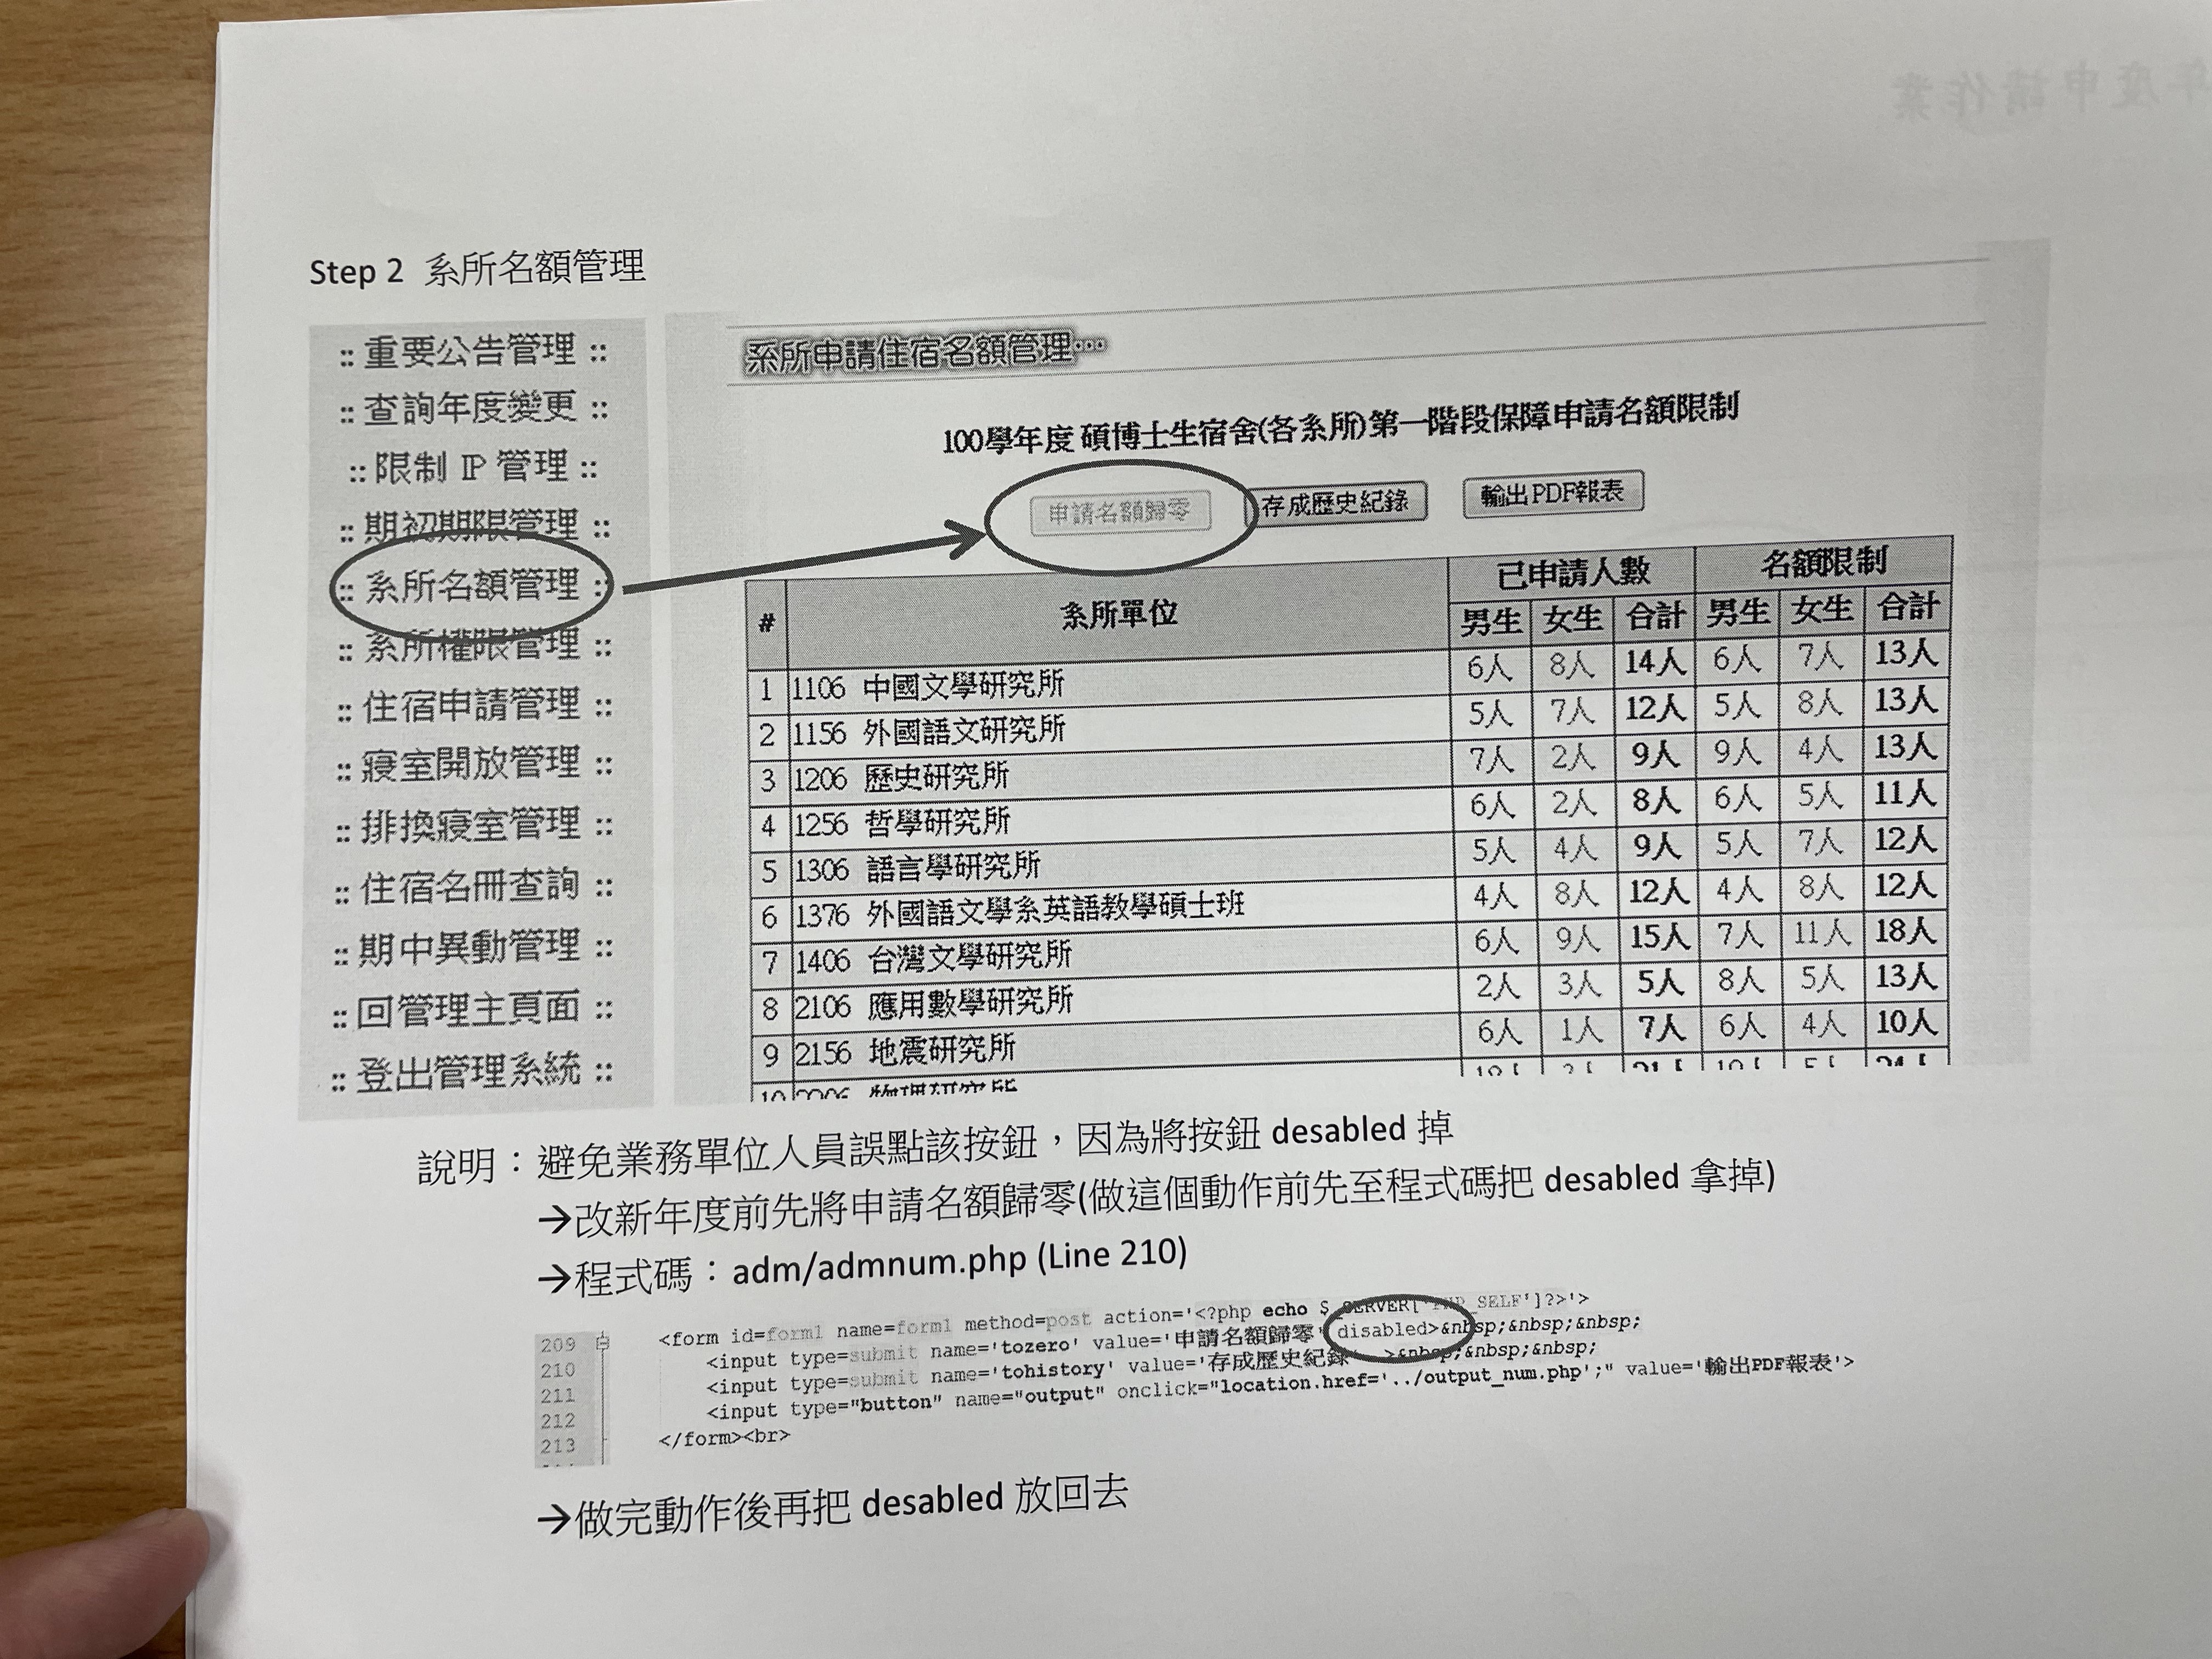 Step 2 系所名額管理
:: 重要公告管理 ::
:: 查詢年度變更 ::
:: 限制 IP 管理 ::
:: 期初期限管理 ::
:: 系所名額管理 ::
:: 系所權限管理 ::
:: 住宿申請管理 ::
:: 寢室開放管理 ::
:: 排換寢室管理 ::
:: 住宿名冊查詢 ::
:: 期中異動管理 ::
:: 回管理主頁面 ::
:: 登出管理系統 ::
系所申請住宿名額管理…
100學年度 碩博士生宿舍(各系所)第一階段保障申請名額限制
申請名額歸零 存成歷史紀錄 輸出PDF報表
# 系所單位 已申請人數 名額限制
男生 女生 合計 男生 女生 合計
1 1106 中國文學研究所 6人 8人 14人 6人 7人 13人
2 1156 外國語文研究所 5人 7人 12人 5人 8人 13人
3 1206 歷史研究所 7人 2人 9人 9人 4人 13人
4 1256 哲學研究所 6人 2人 8人 6人 5人 11人
5 1306 語言學研究所 5人 4人 9人 5人 7人 12人
6 1376 外國語文學系英語教學碩士班 4人 8人 12人 4人 8人 12人
7 1406 台灣文學研究所 6人 9人 15人 7人 11人 18人
8 2106 應用數學研究所 2人 3人 5人 8人 5人 13人
9 2156 地震研究所 6人 1人 7人 6人 4人 10人
10 物理研究所
說明：避免業務單位人員誤點該按鈕，因為將按鈕 desabled 掉
→改新年度前先將申請名額歸零(做這個動作前先至程式碼把 desabled 拿掉)
→程式碼：adm/admnum.php (Line 210)
209 <form id=form1 name=form1 method=post action='<?php echo $_SERVER['PHP_SELF']?>'>
210 <input type=submit name='tozero' value='申請名額歸零' disabled>&nbsp;&nbsp;&nbsp;
211 <input type=submit name='tohistory' value='存成歷史紀錄' >&nbsp;&nbsp;&nbsp;
212 <input type="button" name="output" onclick="location.href='../output_num.php';" value='輸出PDF報表'>
213 </form><br>
→做完動作後再把 desabled 放回去
年度申請作業